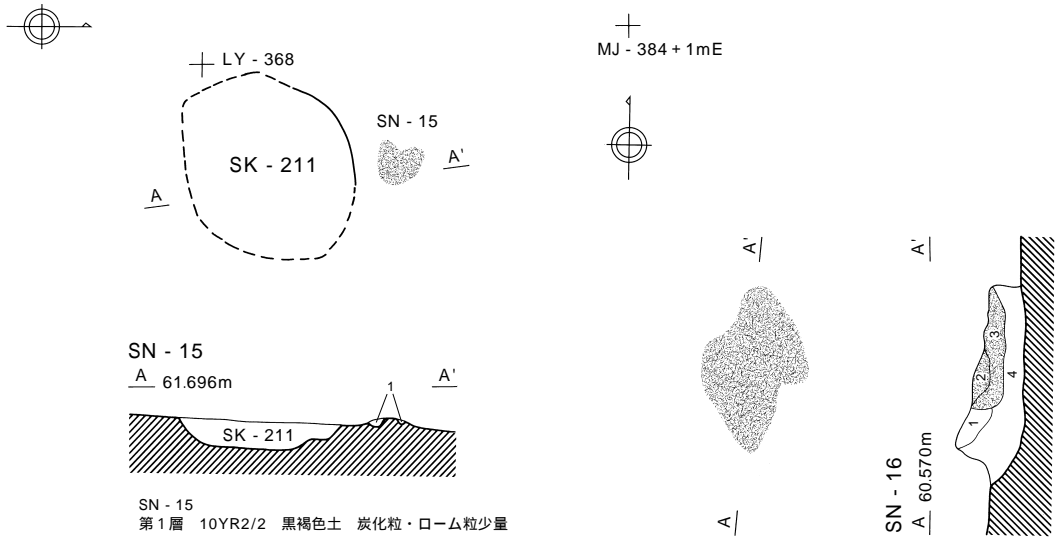 LY - 368
SN - 15
SK - 211
A
A'
SN - 15
A 61.696m
A'
1
SK - 211
SN - 15
第1層 10YR2/2 黒褐色土 炭化粒・ローム粒少量
MJ - 384 + 1mE
A'
A
A'
3
2
4
1
SN - 16
A 60.570m